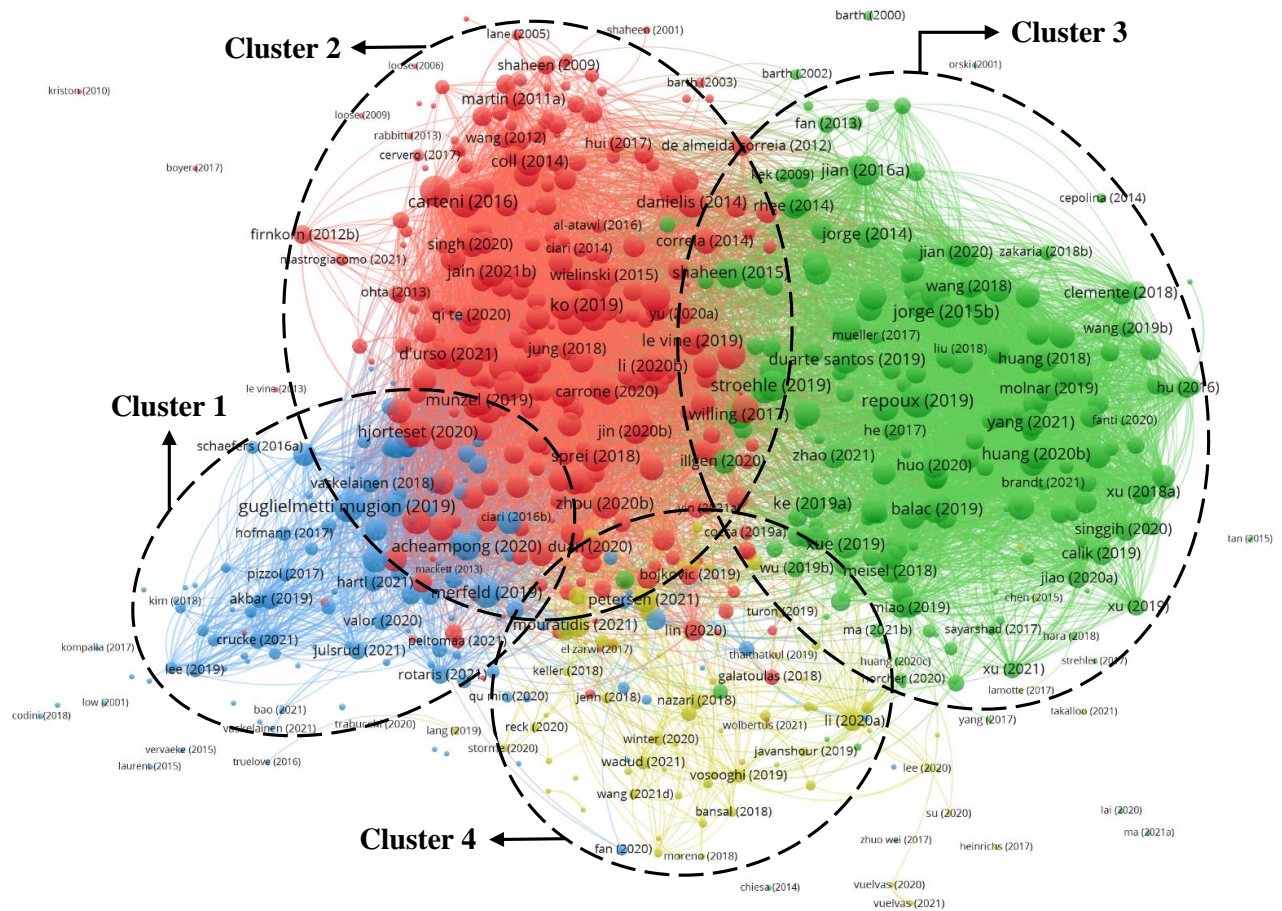 barth (2000)
Cluster 3
lane (2005)
shaheen (2001)
Cluster 2
loose (2006)
shaheen (2009)
barth (2002)
orski (2001)
barth (2003)
kriston (2010)
martin (2011a)
loose (2009)
fan (2013)
rabbitt (2013)
wang (2012)
hui (2017)
de almeida correia (2012)
cervero (2017)
coll (2014)
boyer (2017)
kek (2009)
jian (2016a)
carteni (2016)
danielis (2014)
rhee (2014)
cepolina (2014)
al-atawi (2016)
firnkorn (2012b)
jorge (2014)
singh (2020)
ciari (2014)
correia (2014)
jian (2020)
zakaria (2018b)
mastrogiacomo (2021)
jain (2021b)
wielinski (2015)
shaheen (2015)
wang (2018)
clemente (2018)
ohta (2013)
ko (2019)
qi te (2020)
yu (2020a)
jorge (2015b)
wang (2019b)
mueller (2017)
le vine (2019)
d'urso (2021)
jung (2018)
liu (2018)
duarte santos (2019)
huang (2018)
li (2020b)
le vine (2013)
carrone (2020)
stroehle (2019)
molnar (2019)
hu (2016)
munzel (2019)
repoux (2019)
Cluster 1
willing (2017)
yang (2021)
fanti (2020)
hjorteset (2020)
jin (2020b)
he (2017)
schaefers (2016a)
sprei (2018)
illgen (2020)
zhao (2021)
huo (2020)
huang (2020b)
vaskelainen (2018)
brandt (2021)
xu (2018a)
guglielmetti mugion (2019)
zhou (2020b)
yin (2021a)
ke (2019a)
balac (2019)
ciari (2016b)
hofmann (2017)
costa (2019a)
singgih (2020)
tan (2015)
acheampong (2020)
duan (2020)
xue (2019)
calik (2019)
mackett (2013)
pizzol (2017)
hartl (2021)
bojkovic (2019)
wu (2019b)
meisel (2018)
jiao (2020a)
merfeld (2019)
kim (2018)
akbar (2019)
petersen (2021)
turon (2019)
miao (2019)
chen (2015)
xu (2019)
valor (2020)
mouratidis (2021)
lin (2020)
ma (2021b)
sayarshad (2017)
hara (2018)
crucke (2021)
peltomaa (2021)
kompalla (2017)
julsrud (2021)
el zarwi (2017)
thaithatkul (2019)
huang (2020c)
strehler (2017)
lee (2019)
rotaris (2021)
keller (2018)
galatoulas (2018)
xu (2021)
low (2001)
qu min (2020)
jenn (2018)
nazari (2018)
lamotte (2017)
codini (2018)
bao (2021)
yang (2017)
takalloo (2021)
vaskelainen (2021)
trabucchi (2020)
lang (2019)
reck (2020)
wolbertus (2021)
li (2020a)
vervaeke (2015)
storme (2020)
winter (2020)
javanshour (2019)
laurent (2015)
truelove (2016)
wadud (2021)
vosooghi (2019)
lee (2020)
wang (2021d)
bansal (2018)
su (2020)
lai (2020)
Cluster 4
ma (2021a)
fan (2020)
moreno (2018)
zhuo wei (2017)
heinrichs (2017)
chiesa (2014)
vuelvas (2020)
vuelvas (2021)